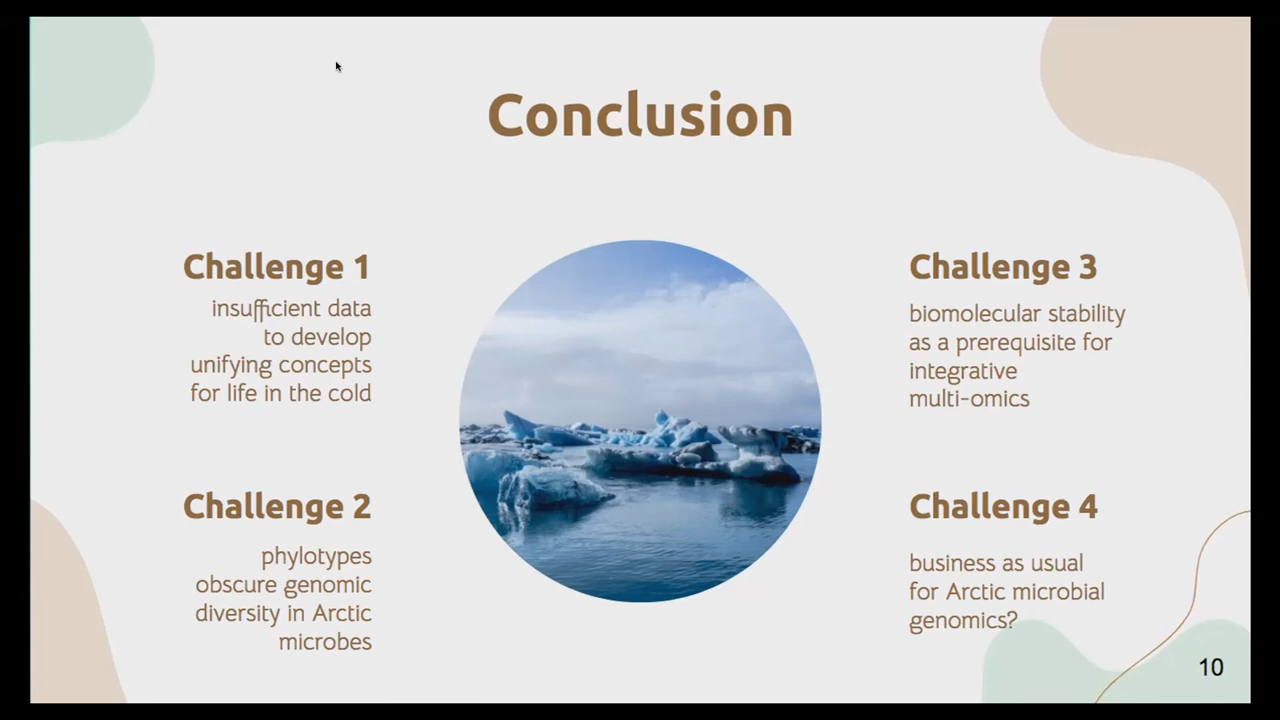 Conclusion
Challenge 1
insufficient data
to develop
unifying concepts
for life in the cold
Challenge 2
phylotypes
obscure genomic
diversity in Arctic
microbes
Challenge 3
biomolecular stability
as a prerequisite for
integrative
multi-omics
Challenge 4
business as usual
for Arctic microbial
genomics?
10